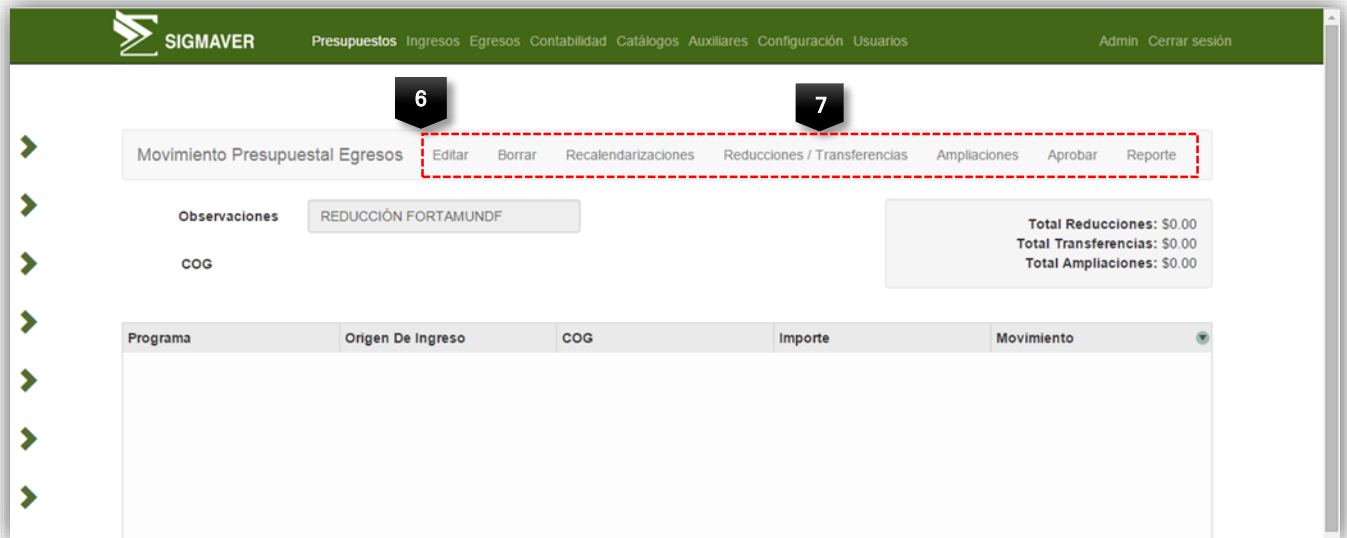 SIGMAVER Presupuestos Ingresos Egresos Contabilidad Catálogos Auxiliares Configuración Usuarios Admin Cerrar sesión
6 7
Movimiento Presupuestal Egresos Editar Borrar Recalendarizaciones Reducciones / Transferencias Ampliaciones Aprobar Reporte
Observaciones REDUCCIÓN FORTAMUNDF
Total Reducciones: $0.00
Total Transferencias: $0.00
COG
Total Ampliaciones: $0.00
Programa Origen De Ingreso COG Importe Movimiento